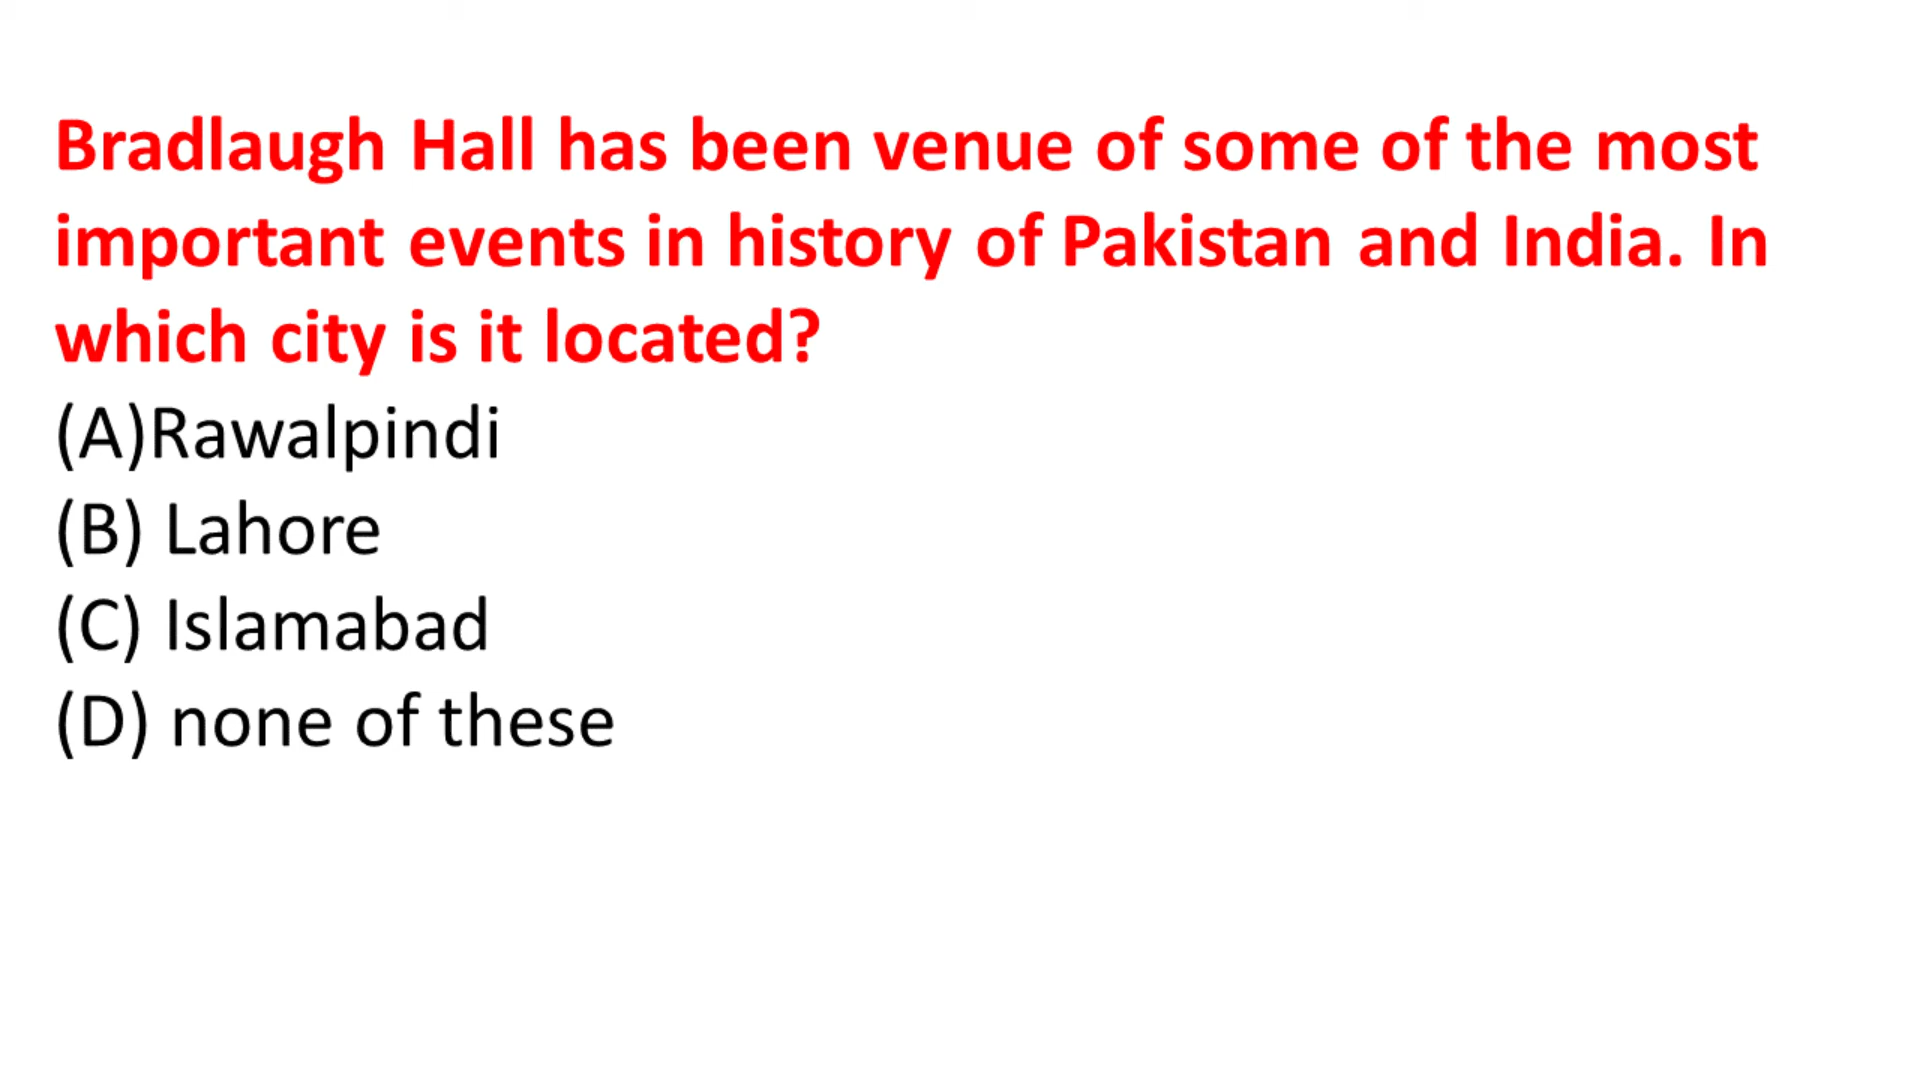 Bradlaugh Hall has been venue of some of the most
important events in history of Pakistan and India. In
which city is it located?
(A)Rawalpindi
(B) Lahore
(C) Islamabad
(D) none of these